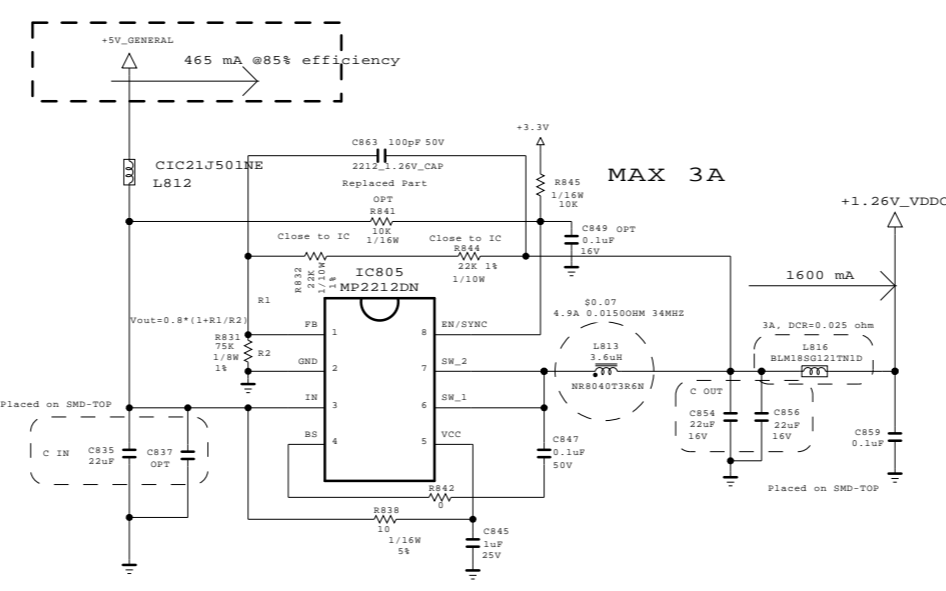 +5V_GENERAL
465 mA @85% efficiency
CIC21J501NE
L812
C863 100pF 50V
2212_1.26V_CAP
Replaced Part
+3.3V
R845
1/16W
10K
MAX 3A
+1.26V_VDDC
OPT
R841
10K
1/16W
C849 OPT
0.1uF
16V
Close to IC
Close to IC
R832
22K
1/10W
1%
R844
22K 1%
1/10W
IC805
MP2212DN
1600 mA
R1
Vout=0.8*(1+R1/R2)
R831
75K
1/8W
1%
R2
FB
1
GND
2
IN
3
BS
4
8
EN/SYNC
7
SW_2
6
SW_1
5
VCC
$0.07
4.9A 0.0150OHM 34MHZ
L813
3.6uH
NR8040T3R6N
3A, DCR=0.025 ohm
L816
BLM18SG121TN1D
Placed on SMD-TOP
C IN
C835
22uF
C837
OPT
C OUT
C854
22uF
16V
C856
22uF
16V
C859
0.1uF
Placed on SMD-TOP
C847
0.1uF
50V
R842
0
R838
10
1/16W
5%
C845
1uF
25V